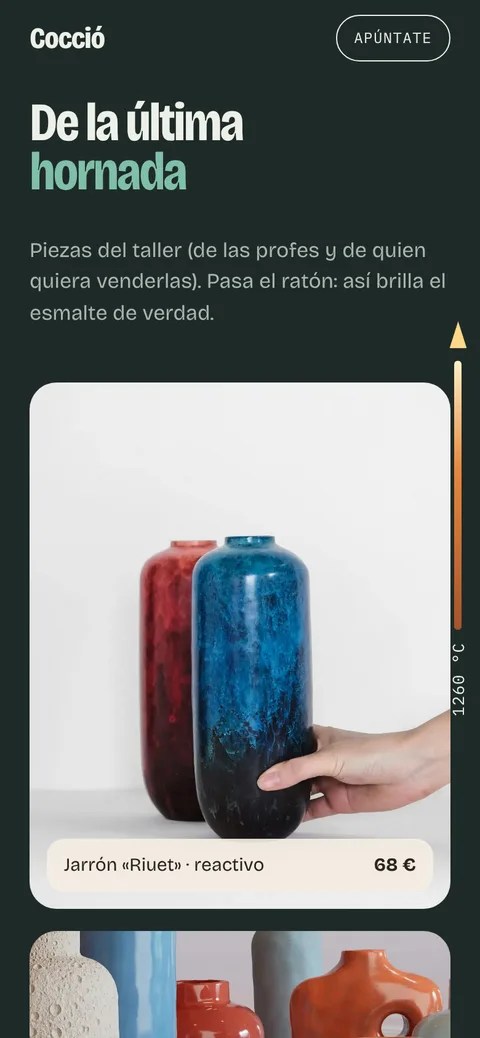 Cocció
APÚNTATE
De la última
hornada
Piezas del taller (de las profes y de quien
quiera venderlas). Pasa el ratón: así brilla el
esmalte de verdad.
1260 °C
Jarrón «Riuet» · reactivo
68 €